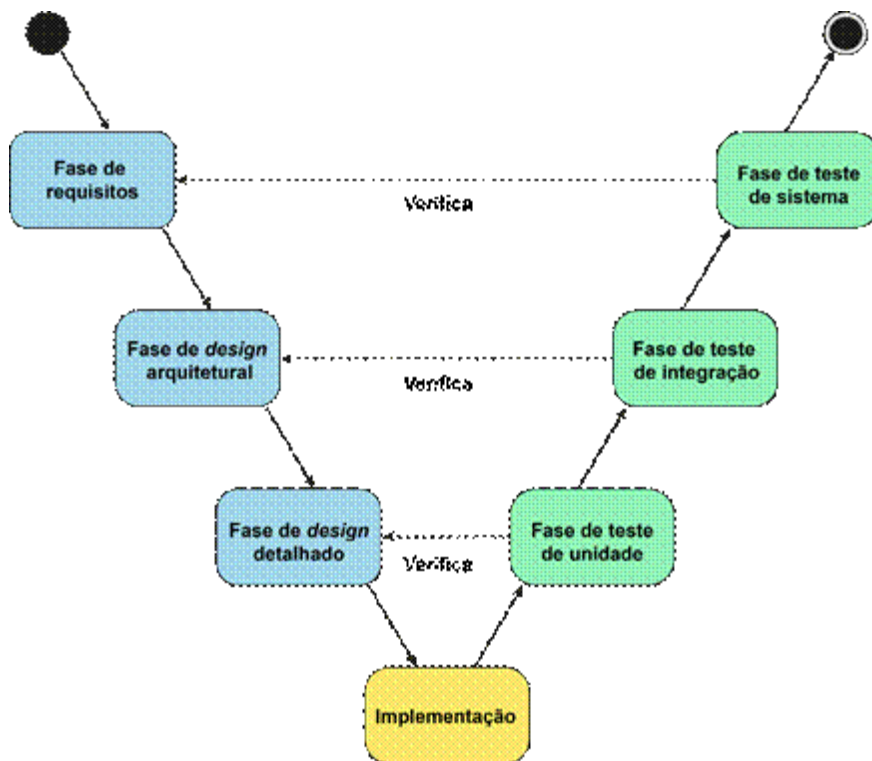 Fase de
requisitos
Fase de teste
de sistema
Verifica
Fase de design
arquitetural
Fase de teste
de integração
Verifica
Fase de design
detalhado
Fase de teste
de unidade
Verifica
Implementação